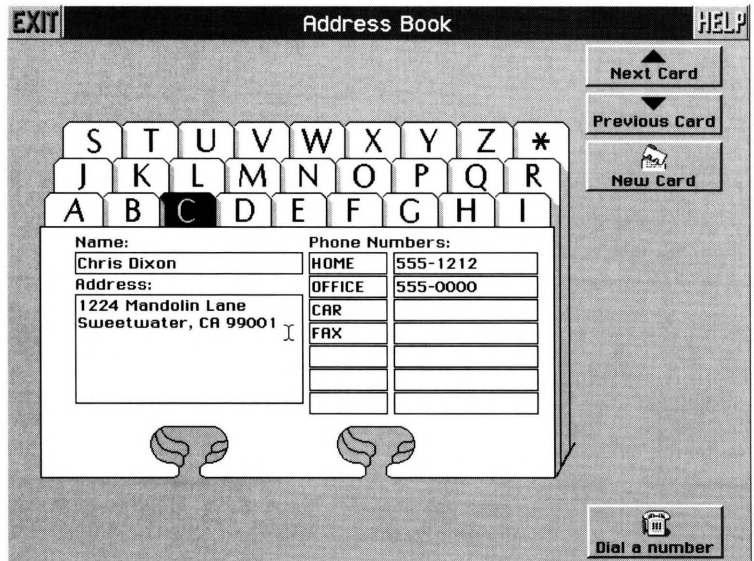 EXIT Address Book HELP
Next Card
Previous Card
New Card
S T U V W X Y Z *
J K L M N O P Q R
A B C D E F G H I
Name: Phone Numbers:
Chris Dixon HOME 555-1212
Address: OFFICE 555-0000
1224 Mandolin Lane CAR
Sweetwater, CA 99001 FAX
Dial a number